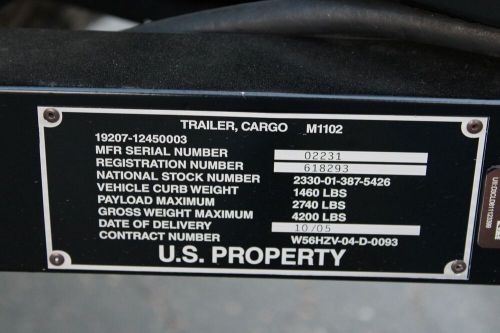 TRAILER, CARGO M1102
19207-12450003
MFR SERIAL NUMBER 02231
REGISTRATION NUMBER 618293
NATIONAL STOCK NUMBER 2330-01-387-5426
VEHICLE CURB WEIGHT 1460 LBS
PAYLOAD MAXIMUM 2740 LBS
GROSS WEIGHT MAXIMUM 4200 LBS
DATE OF DELIVERY 10/05
CONTRACT NUMBER W56HZV-04-D-0093
U.S. PROPERTY